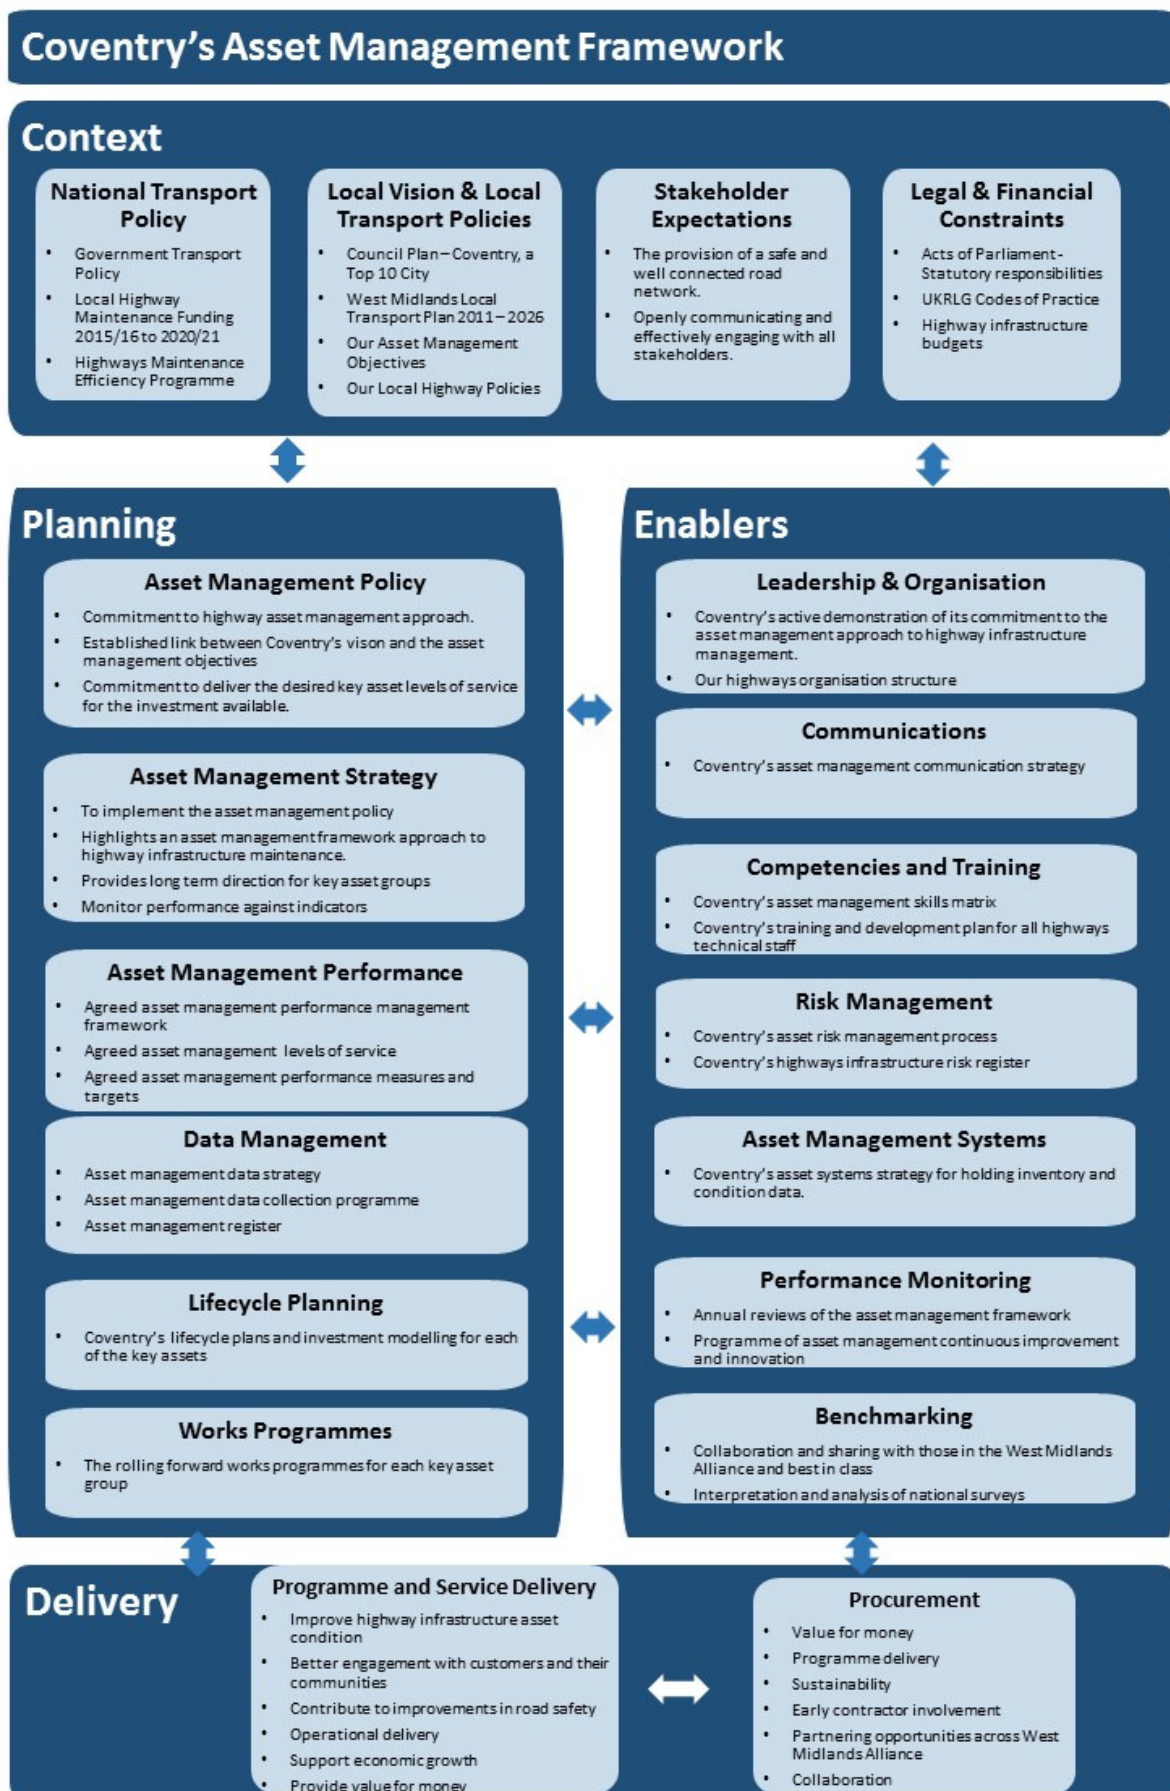 Coventry's Asset Management Framework
Context
National Transport
Policy
• Government Transport
Policy
• Local Highway
Maintenance Funding
2015/16 to 2020/21
• Highways Maintenance
Efficiency Programme
Local Vision & Local
Transport Policies
• Council Plan – Coventry, a
Top 10 City
• West Midlands Local
Transport Plan 2011 – 2026
• Our Asset Management
Objectives
• Our Local Highway Policies
Stakeholder
Expectations
• The provision of a safe and
well connected road
network.
• Openly communicating and
effectively engaging with all
stakeholders.
Legal & Financial
Constraints
• Acts of Parliament -
Statutory responsibilities
• UKRLG Codes of Practice
• Highway infrastructure
budgets
Planning
Asset Management Policy
• Commitment to highway asset management approach.
• Established link between Coventry's vison and the asset
management objectives
• Commitment to deliver the desired key asset levels of service
for the investment available.
Asset Management Strategy
• To implement the asset management policy
• Highlights an asset management framework approach to
highway infrastructure maintenance.
• Provides long term direction for key asset groups
• Monitor performance against indicators
Asset Management Performance
• Agreed asset management performance management
framework
• Agreed asset management levels of service
• Agreed asset management performance measures and
targets
Data Management
• Asset management data strategy
• Asset management data collection programme
• Asset management register
Lifecycle Planning
• Coventry's lifecycle plans and investment modelling for each
of the key assets
Works Programmes
• The rolling forward works programmes for each key asset
group
Enablers
Leadership & Organisation
• Coventry's active demonstration of its commitment to the
asset management approach to highway infrastructure
management.
• Our highways organisation structure
Communications
• Coventry's asset management communication strategy
Competencies and Training
• Coventry's asset management skills matrix
• Coventry's training and development plan for all highways
technical staff
Risk Management
• Coventry's asset risk management process
• Coventry's highways infrastructure risk register
Asset Management Systems
• Coventry's asset systems strategy for holding inventory and
condition data.
Performance Monitoring
• Annual reviews of the asset management framework
• Programme of asset management continuous improvement
and innovation
Benchmarking
• Collaboration and sharing with those in the West Midlands
Alliance and best in class
• Interpretation and analysis of national surveys
Delivery
Programme and Service Delivery
• Improve highway infrastructure asset
condition
• Better engagement with customers and their
communities
• Contribute to improvements in road safety
• Operational delivery
• Support economic growth
• Provide value for money
Procurement
• Value for money
• Programme delivery
• Sustainability
• Early contractor involvement
• Partnering opportunities across West
Midlands Alliance
• Collaboration